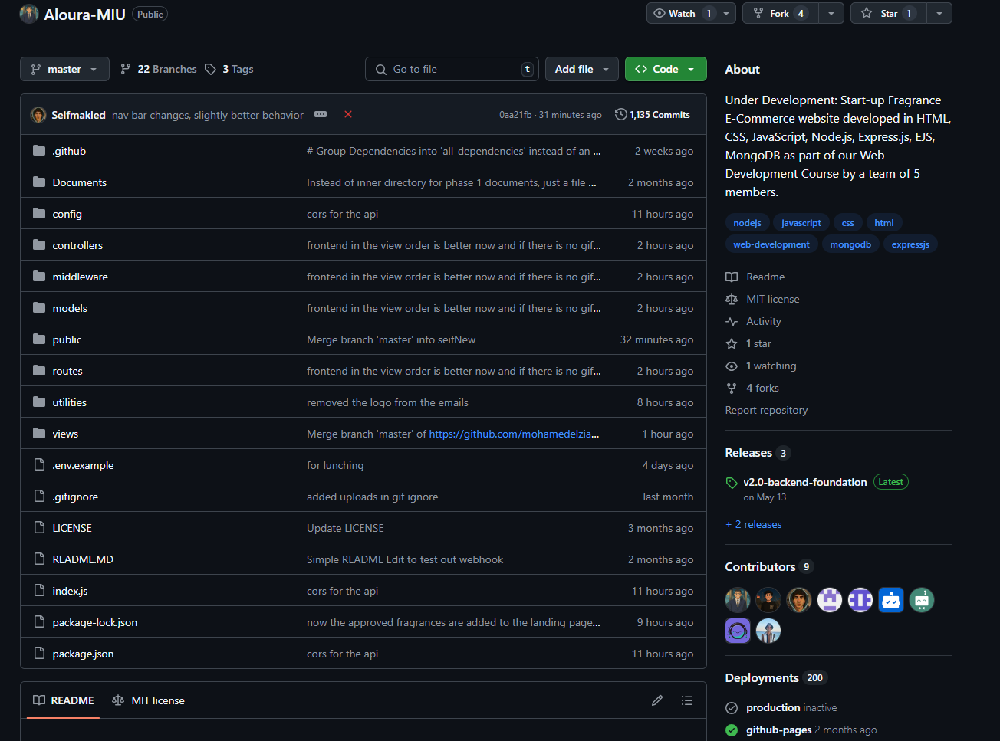 Aloura-MIU Public
Watch 1 Fork 4 Star 1
master 22 Branches 3 Tags Go to file t Add file Code
Seifmakled nav bar changes, slightly better behavior 0aa21fb · 31 minutes ago 1,135 Commits
.github # Group Dependencies into 'all-dependencies' instead of an ... 2 weeks ago
Documents Instead of inner directory for phase 1 documents, just a file ... 2 months ago
config cors for the api 11 hours ago
controllers frontend in the view order is better now and if there is no gif... 2 hours ago
middleware frontend in the view order is better now and if there is no gif... 2 hours ago
models frontend in the view order is better now and if there is no gif... 2 hours ago
public Merge branch 'master' into seifNew 32 minutes ago
routes frontend in the view order is better now and if there is no gif... 2 hours ago
utilities removed the logo from the emails 8 hours ago
views Merge branch 'master' of https://github.com/mohamedelzia... 1 hour ago
.env.example for lunching 4 days ago
.gitignore added uploads in git ignore last month
LICENSE Update LICENSE 3 months ago
README.MD Simple README Edit to test out webhook 2 months ago
index.js cors for the api 11 hours ago
package-lock.json now the approved fragrances are added to the landing page... 9 hours ago
package.json cors for the api 11 hours ago
README MIT license
About
Under Development: Start-up Fragrance
E-Commerce website developed in HTML,
CSS, JavaScript, Node.js, Express.js, EJS,
MongoDB as part of our Web
Development Course by a team of 5
members.
nodejs javascript css html
web-development mongodb expressjs
Readme
MIT license
Activity
1 star
1 watching
4 forks
Report repository
Releases 3
v2.0-backend-foundation Latest
on May 13
+ 2 releases
Contributors 9
Deployments 200
production inactive
github-pages 2 months ago